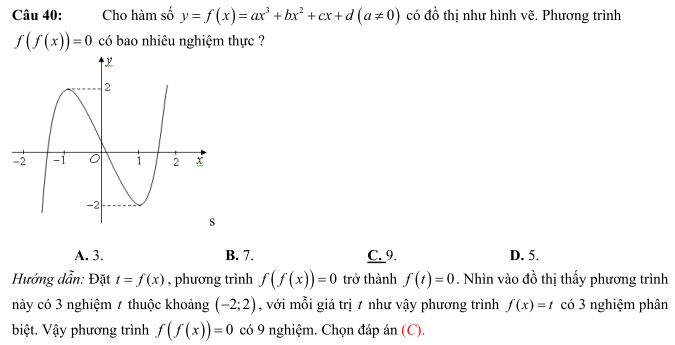 Câu 40: Cho hàm số y = f(x) = ax³ + bx² + cx + d (a ≠ 0) có đồ thị như hình vẽ. Phương trình
f(f(x)) = 0 có bao nhiêu nghiệm thực ?
y
2
-2 -1 O 1 2 x
-2
s
A. 3. B. 7. C. 9. D. 5.
Hướng dẫn: Đặt t = f(x), phương trình f(f(x)) = 0 trở thành f(t) = 0. Nhìn vào đồ thị thấy phương trình
này có 3 nghiệm t thuộc khoảng (-2;2), với mỗi giá trị t như vậy phương trình f(x) = t có 3 nghiệm phân
biệt. Vậy phương trình f(f(x)) = 0 có 9 nghiệm. Chọn đáp án (C).